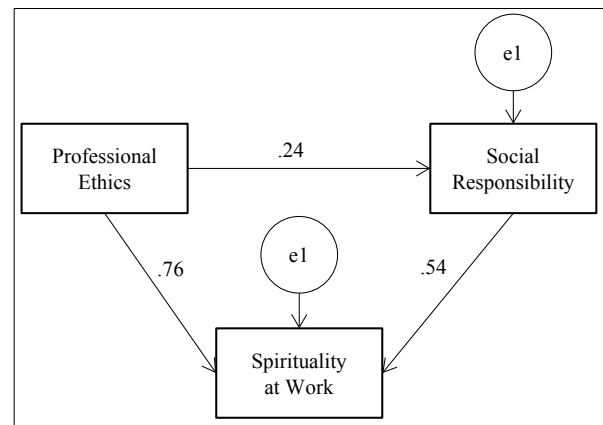 e1
Professional
Ethics
.24
Social
Responsibility
.76
e1
.54
Spirituality
at Work